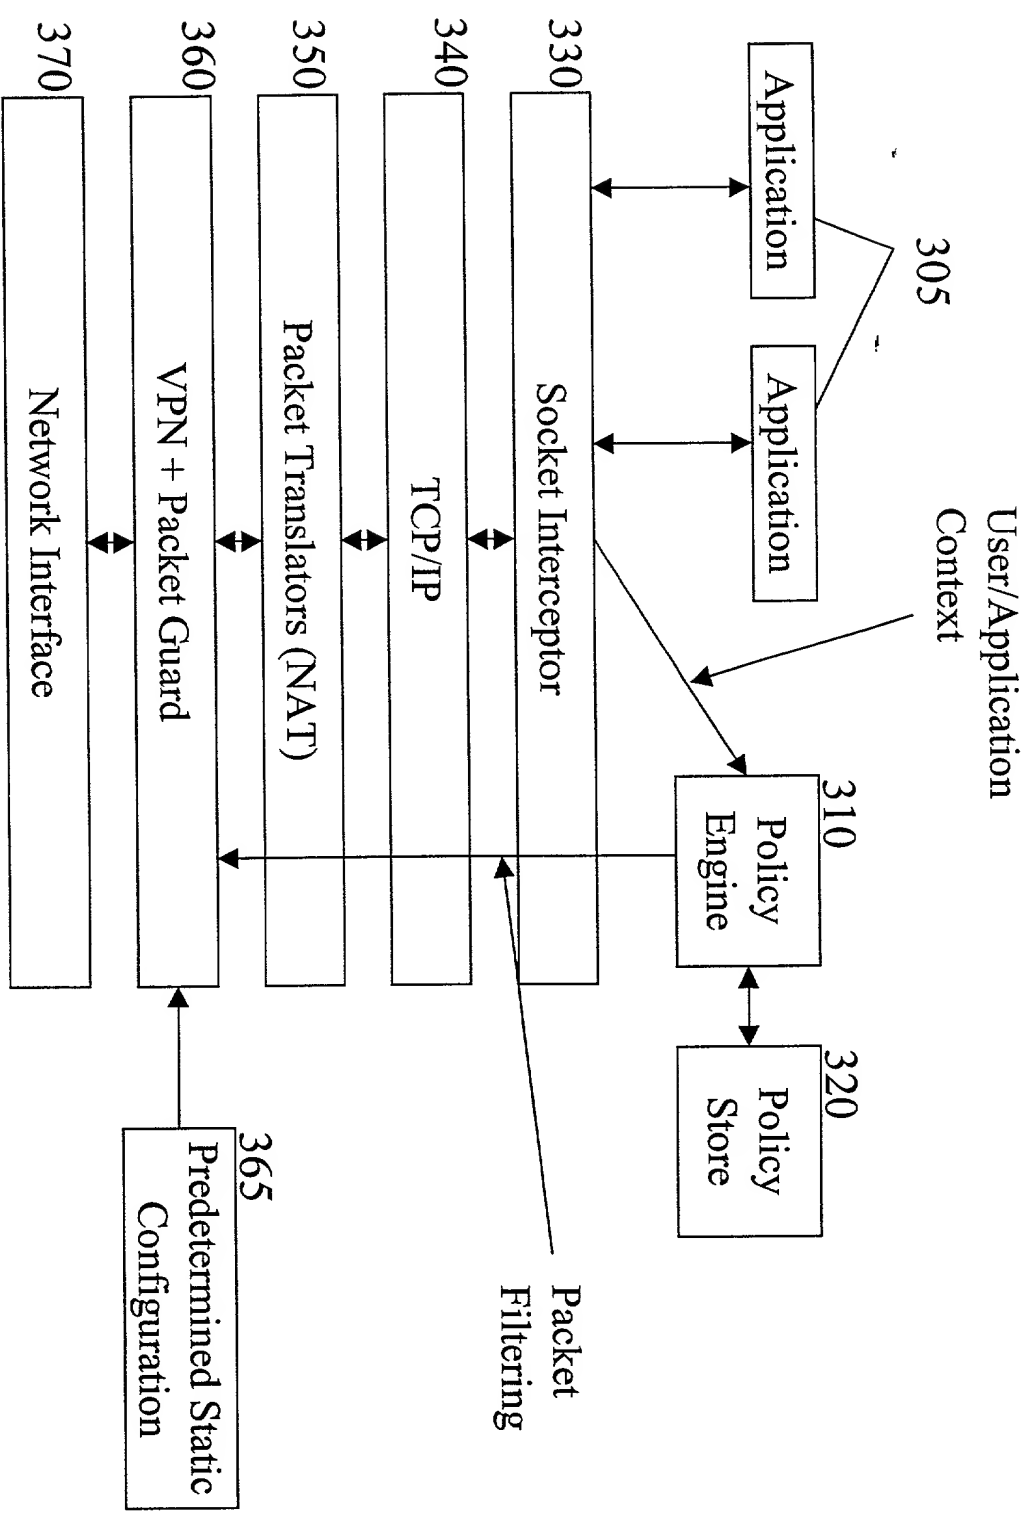 User/Application
Context
305
Application
Application
310
Policy
Engine
320
Policy
Store
330
Socket Interceptor
Packet
Filtering
340
TCP/IP
350
Packet Translators (NAT)
360
VPN + Packet Guard
365
Predetermined Static
Configuration
370
Network Interface